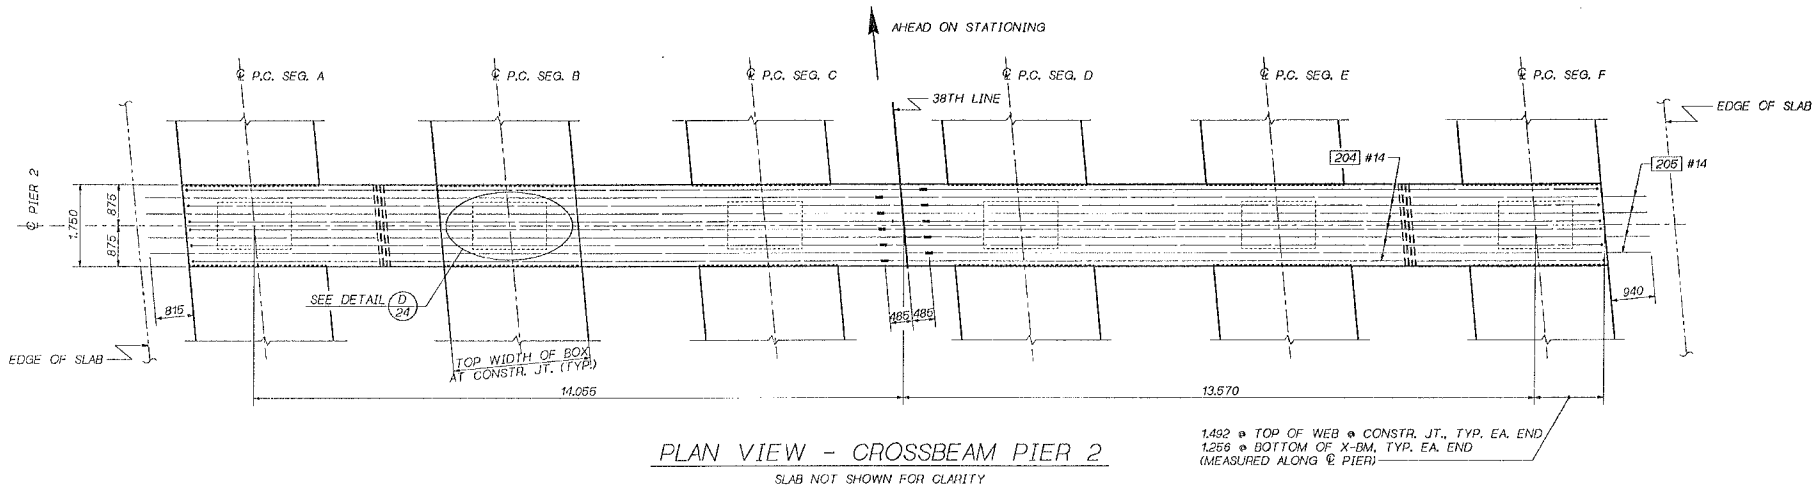 AHEAD ON STATIONING
℄ P.C. SEG. A
℄ P.C. SEG. B
℄ P.C. SEG. C
℄ P.C. SEG. D
℄ P.C. SEG. E
℄ P.C. SEG. F
38TH LINE
EDGE OF SLAB
204 #14
205 #14
℄ PIER 2
1.750
875
875
SEE DETAIL D
24
815
485
485
940
EDGE OF SLAB
TOP WIDTH OF BOX
AT CONSTR. JT. (TYP.)
14.055
13.570
1.492 @ TOP OF WEB @ CONSTR. JT., TYP. EA. END
1.256 @ BOTTOM OF X-BM, TYP. EA. END
(MEASURED ALONG ℄ PIER)
PLAN VIEW - CROSSBEAM PIER 2
SLAB NOT SHOWN FOR CLARITY